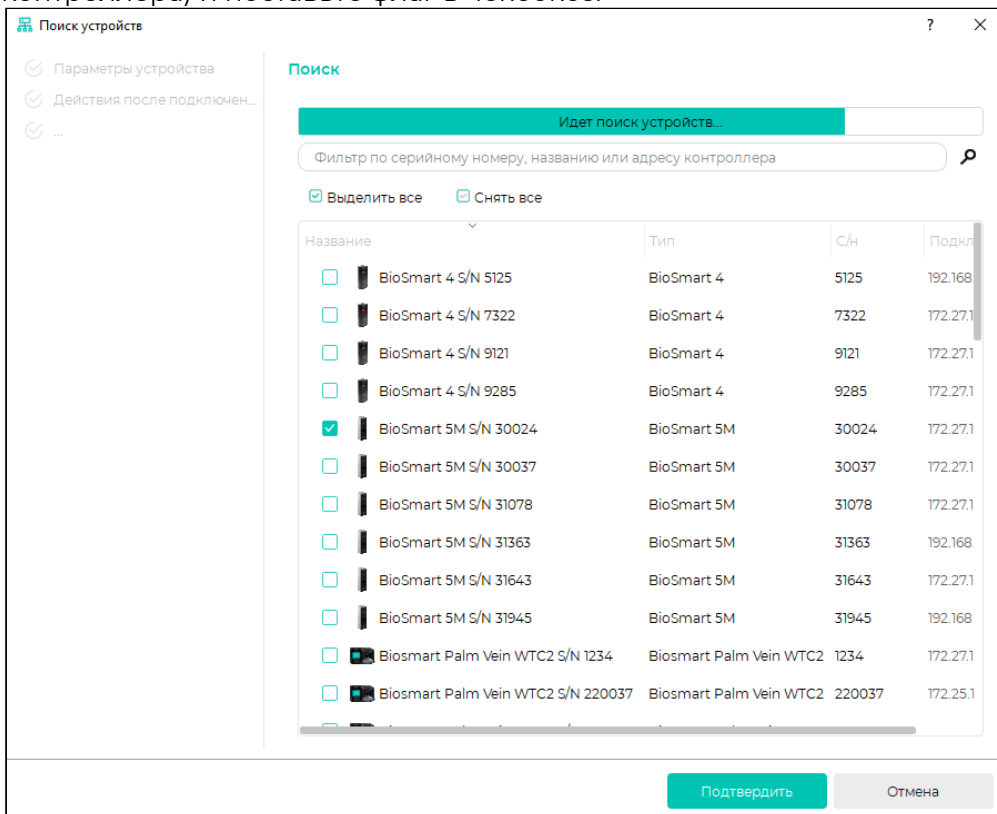 контроллера) и поставьте флаг в чекбоксе.
Поиск устройств
?
Параметры устройства
Действия после подключен...
...
Поиск
Идет поиск устройств...
Фильтр по серийному номеру, названию или адресу контроллера
Выделить все Снять все
Название Тип С/н Подкл
BioSmart 4 S/N 5125 BioSmart 4 5125 192.168.
BioSmart 4 S/N 7322 BioSmart 4 7322 172.27.1
BioSmart 4 S/N 9121 BioSmart 4 9121 172.27.1
BioSmart 4 S/N 9285 BioSmart 4 9285 172.27.1
BioSmart 5M S/N 30024 BioSmart 5M 30024 172.27.1
BioSmart 5M S/N 30037 BioSmart 5M 30037 172.27.1
BioSmart 5M S/N 31078 BioSmart 5M 31078 172.27.1
BioSmart 5M S/N 31363 BioSmart 5M 31363 192.168.
BioSmart 5M S/N 31643 BioSmart 5M 31643 172.27.1
BioSmart 5M S/N 31945 BioSmart 5M 31945 192.168.
Biosmart Palm Vein WTC2 S/N 1234 Biosmart Palm Vein WTC2 1234 172.27.1
Biosmart Palm Vein WTC2 S/N 220037 Biosmart Palm Vein WTC2 220037 172.25.1
Подтвердить Отмена